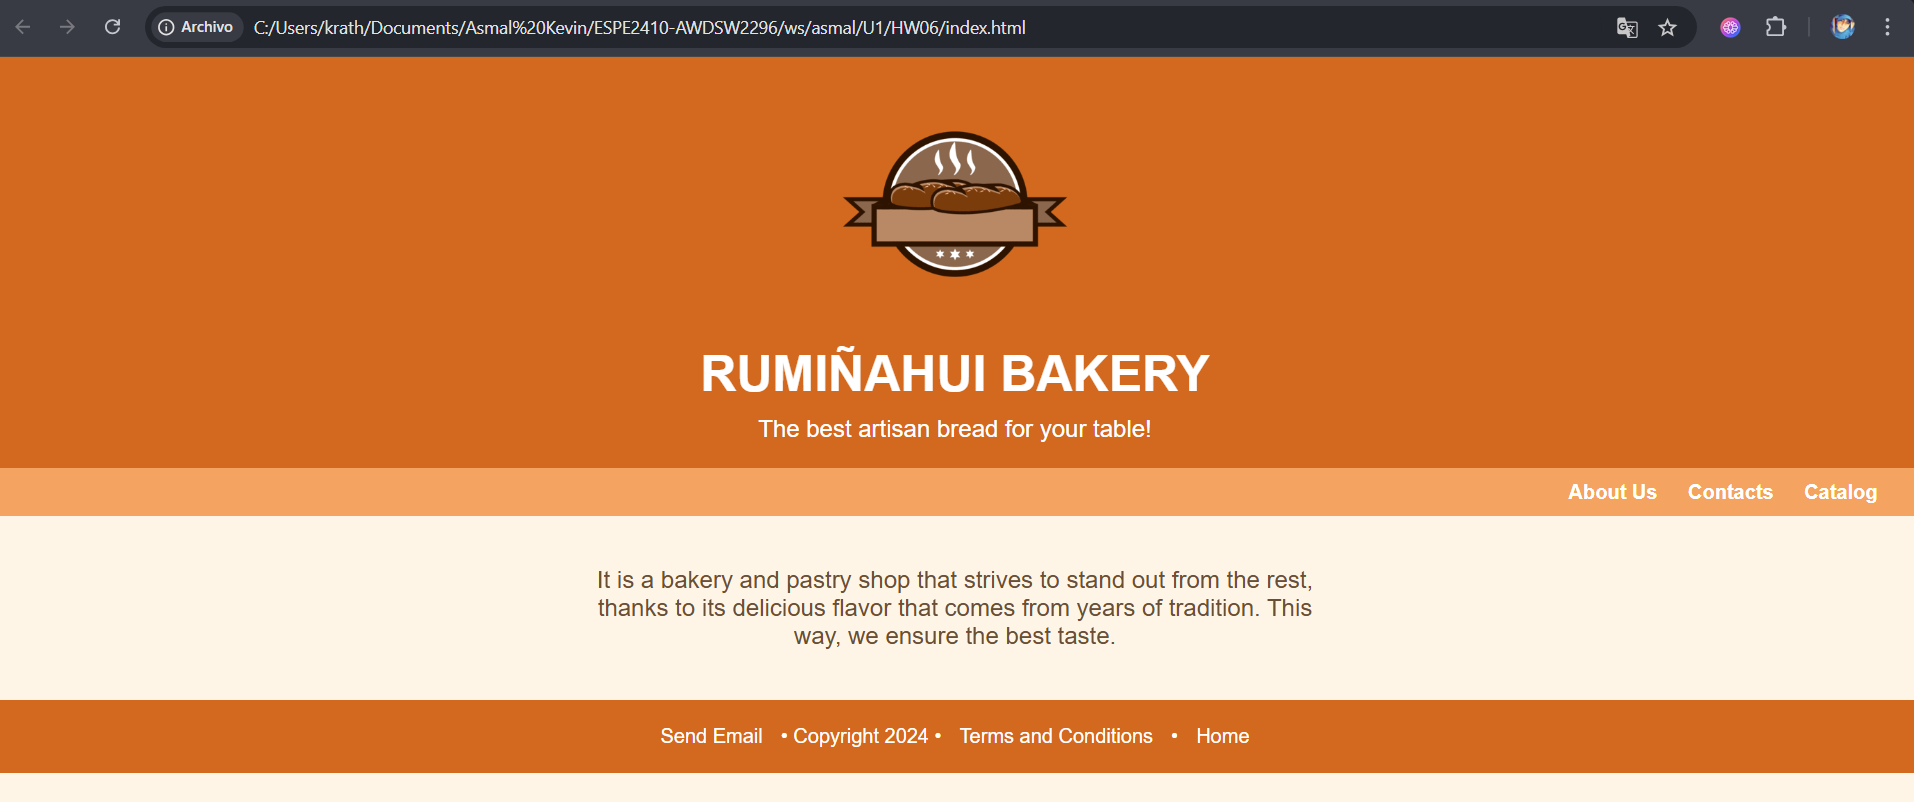 Archivo C:/Users/krath/Documents/Asmal%20Kevin/ESPE2410-AWDSW2296/ws/asmal/U1/HW06/index.html
RUMIÑAHUI BAKERY
The best artisan bread for your table!
About Us Contacts Catalog
It is a bakery and pastry shop that strives to stand out from the rest,
thanks to its delicious flavor that comes from years of tradition. This
way, we ensure the best taste.
Send Email • Copyright 2024 • Terms and Conditions • Home